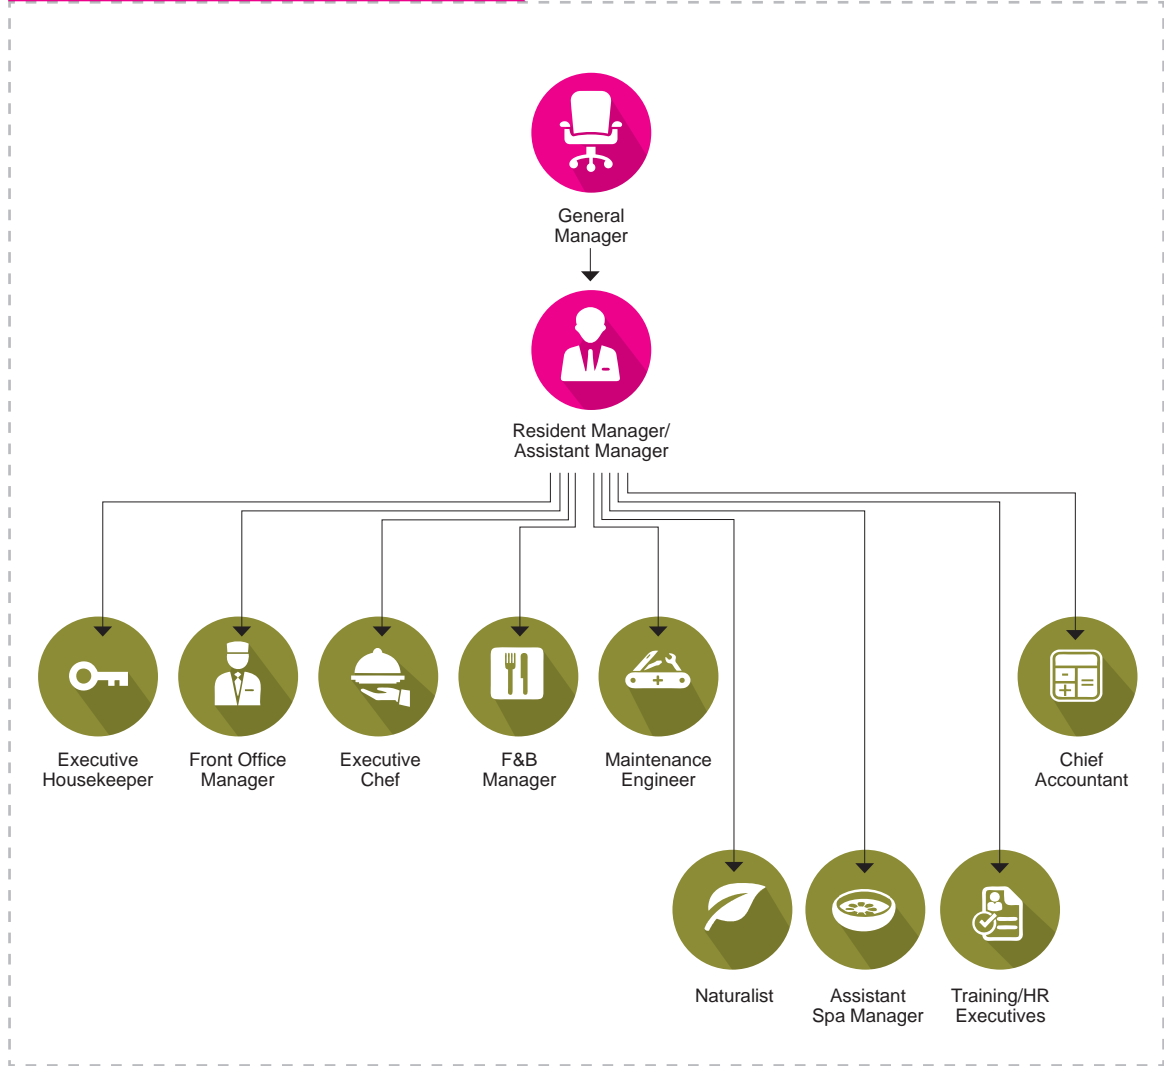 General
Manager
Resident Manager/
Assistant Manager
Executive
Housekeeper
Front Office
Manager
Executive
Chef
F&B
Manager
Maintenance
Engineer
Chief
Accountant
Naturalist
Assistant
Spa Manager
Training/HR
Executives